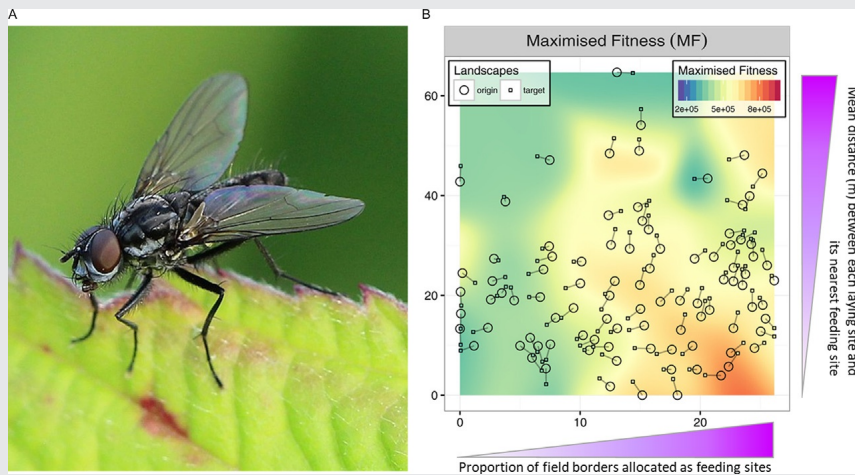 A
B
Maximised Fitness (MF)
Landscapes
origin target
Maximised Fitness
2e+05 5e+05 8e+05
60
40
20
0
0 10 20
Proportion of field borders allocated as feeding sites
Mean distance (m) between each laying site and
its nearest feeding site